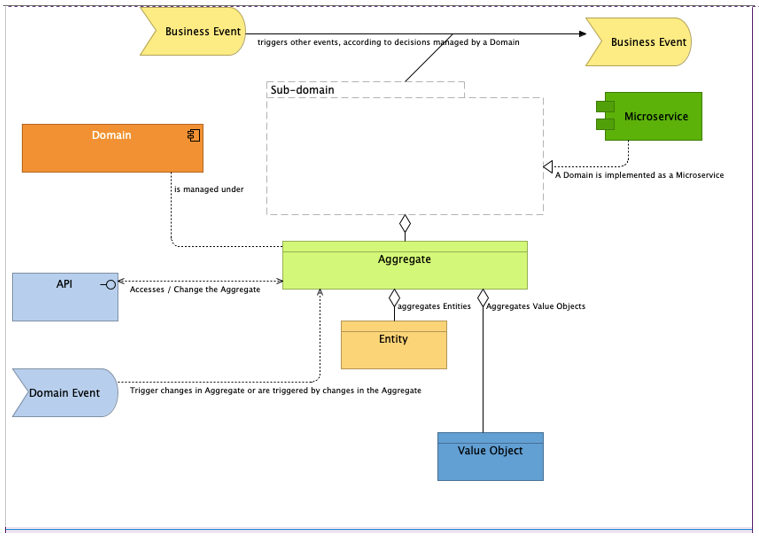 Business Event
triggers other events, according to decisions managed by a Domain
Business Event
Sub-domain
Microservice
Domain
A Domain is implemented as a Microservice
is managed under
Aggregate
API
Accesses / Change the Aggregate
aggregates Entities
Aggregates Value Objects
Entity
Domain Event
Trigger changes in Aggregate or are triggered by changes in the Aggregate
Value Object